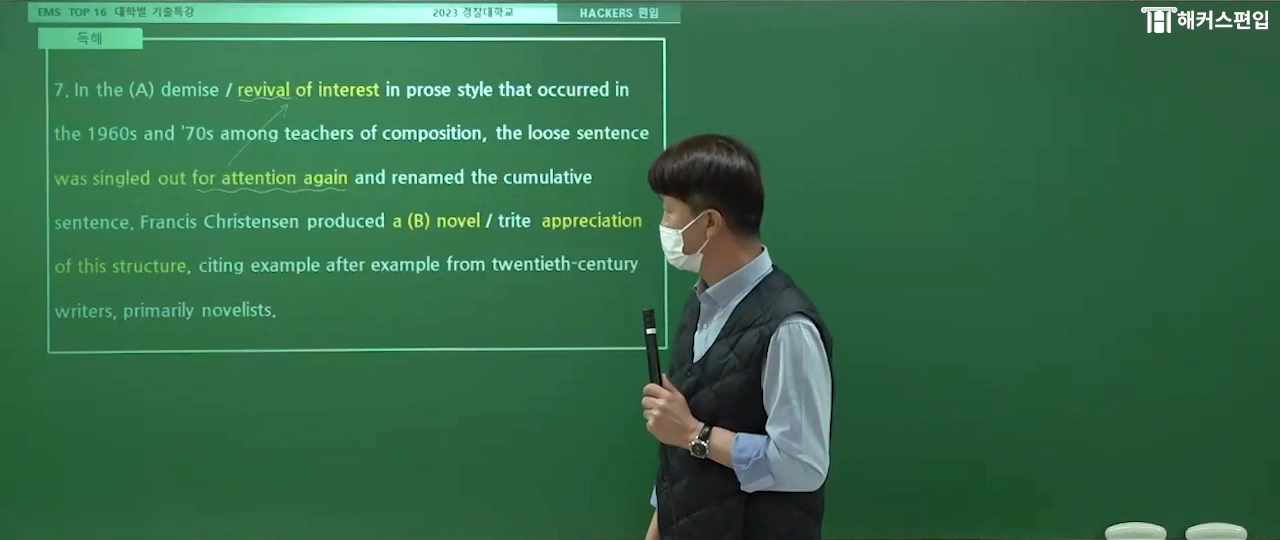 EMS TOP 16 대학별 기출특강
2023 경찰대학교
HACKERS 편입
해커스편입
독해
7. In the (A) demise / revival of interest in prose style that occurred in
the 1960s and '70s among teachers of composition, the loose sentence
was singled out for attention again and renamed the cumulative
sentence. Francis Christensen produced a (B) novel / trite appreciation
of this structure, citing example after example from twentieth-century
writers, primarily novelists.